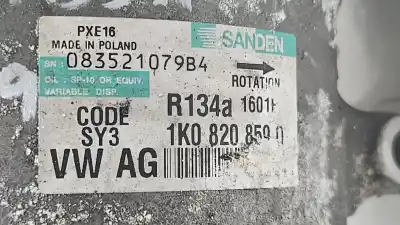 PXE16
MADE IN POLAND
SANDEN
SN: 083521079B4
OIL: SP-10 OR EQUIV.
VARIABLE DISP.
ROTATION
CODE
SY3
R134a
1K0 820 859
VW AG